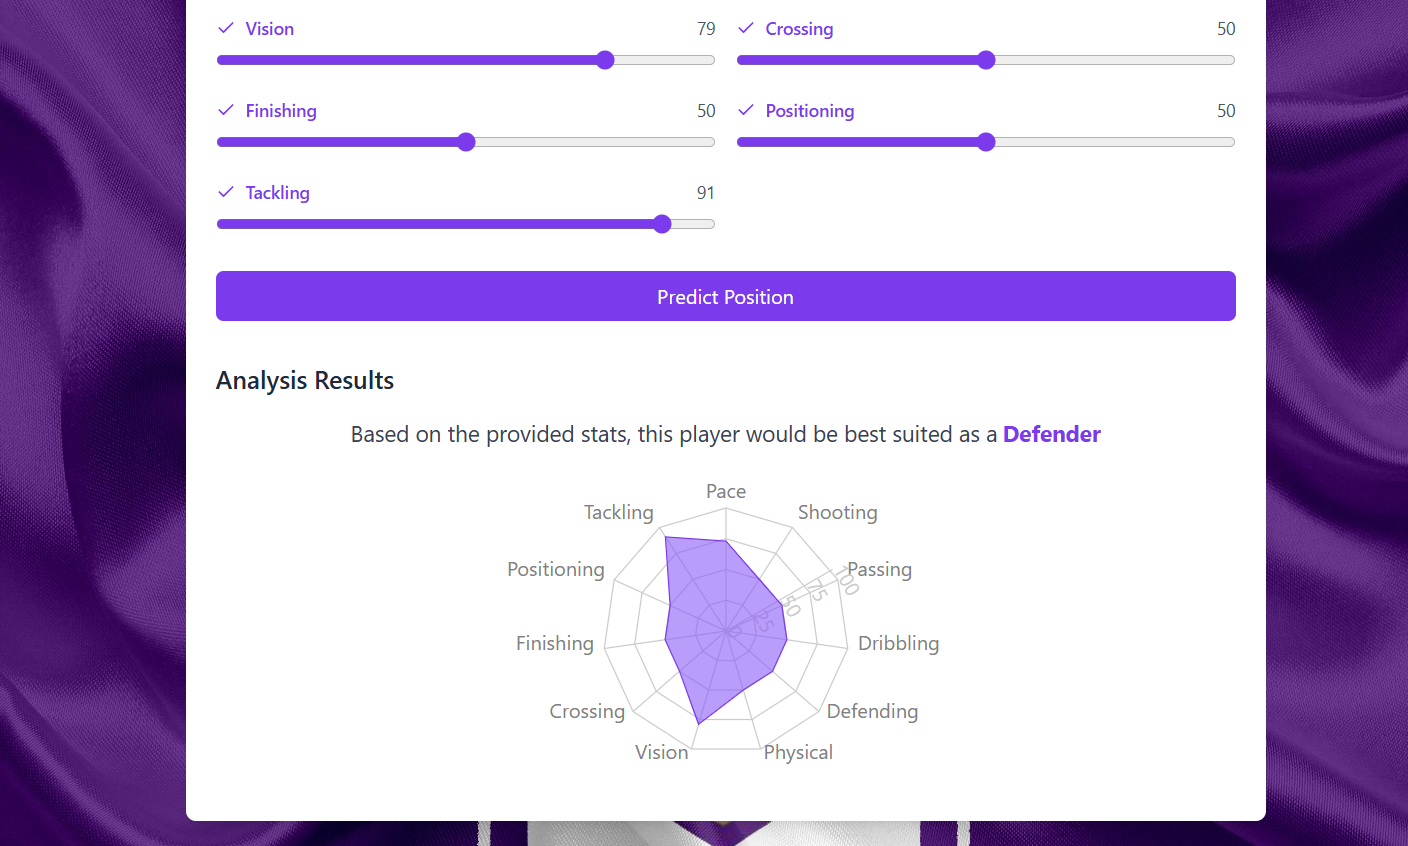 Vision 79 Crossing 50
Finishing 50 Positioning 50
Tackling 91
Predict Position
Analysis Results
Based on the provided stats, this player would be best suited as a Defender
Pace
Tackling Shooting
Positioning Passing
100
75
50
25
0
Finishing Dribbling
Crossing Defending
Vision Physical